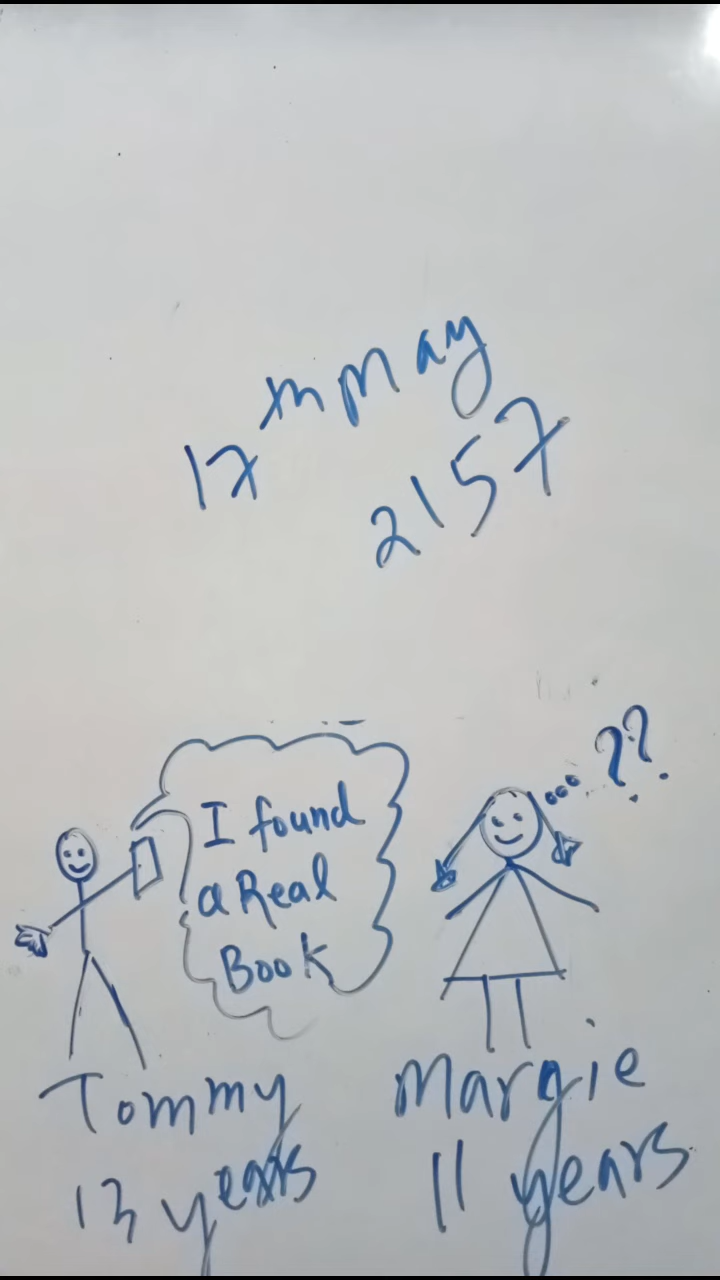 17th May
2157
...??
I found
a Real
Book
Tommy
Margie
13 years
11 years